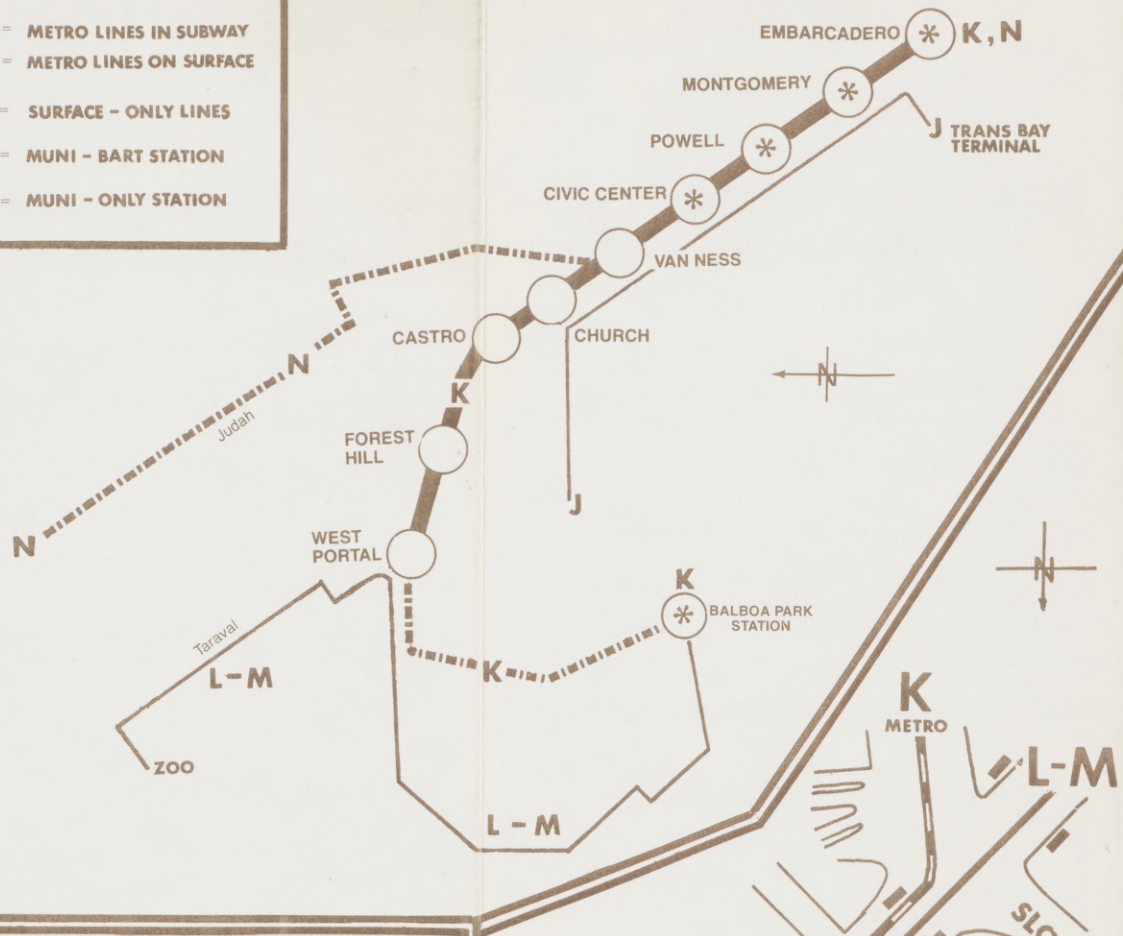 = METRO LINES IN SUBWAY
= METRO LINES ON SURFACE
= SURFACE - ONLY LINES
= MUNI - BART STATION
= MUNI - ONLY STATION
EMBARCADERO * K, N
MONTGOMERY *
J TRANS BAY
TERMINAL
POWELL *
CIVIC CENTER *
VAN NESS
CASTRO
CHURCH
N
K
N
Judah
FOREST
HILL
J
N
WEST
PORTAL
N
K
* BALBOA PARK
STATION
Taraval
L-M
K
ZOO
K
METRO
L-M
L-M
SLO